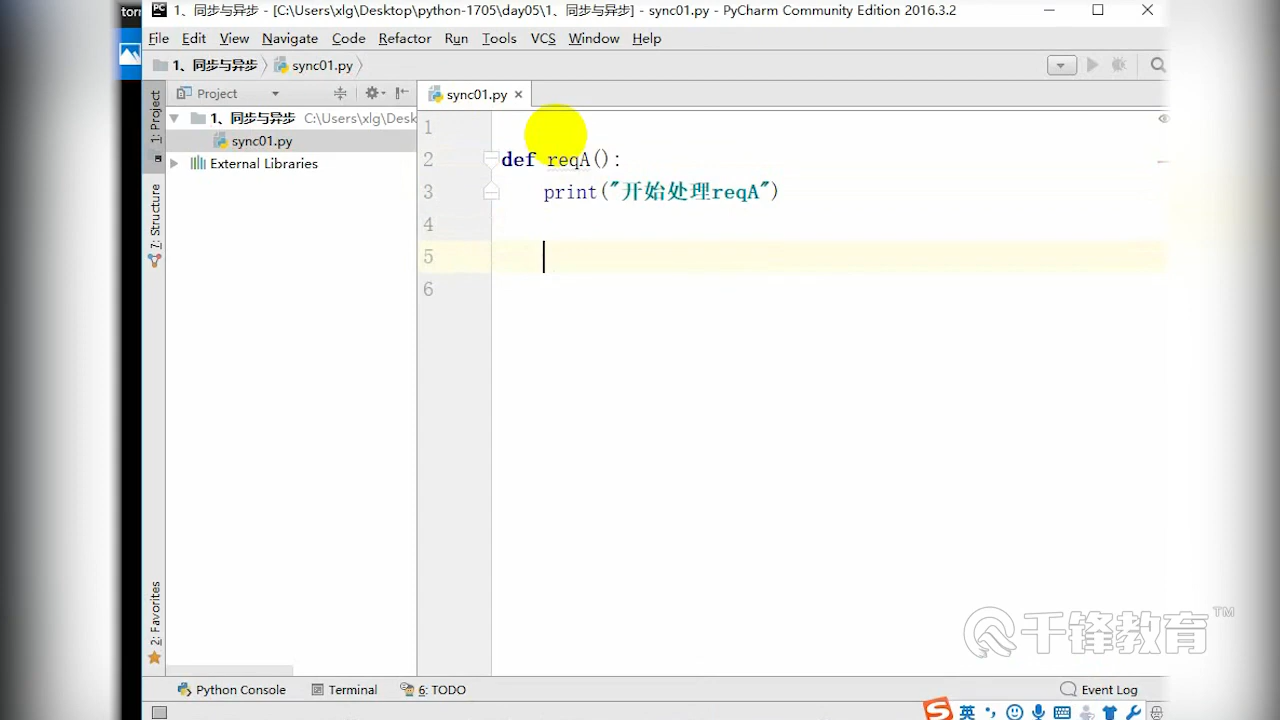 torn
PC 1、同步与异步 - [C:\Users\xlg\Desktop\python-1705\day05\1、同步与异步] - sync01.py - PyCharm Community Edition 2016.3.2
File Edit View Navigate Code Refactor Run Tools VCS Window Help
1、同步与异步 sync01.py
Project sync01.py
1: Project
1、同步与异步 C:\Users\xlg\Desk
sync01.py
External Libraries
7: Structure
2: Favorites
1
2 def reqA():
3 print("开始处理reqA")
4
5
6
千锋教育 TM
Python Console Terminal 6: TODO Event Log
S 英